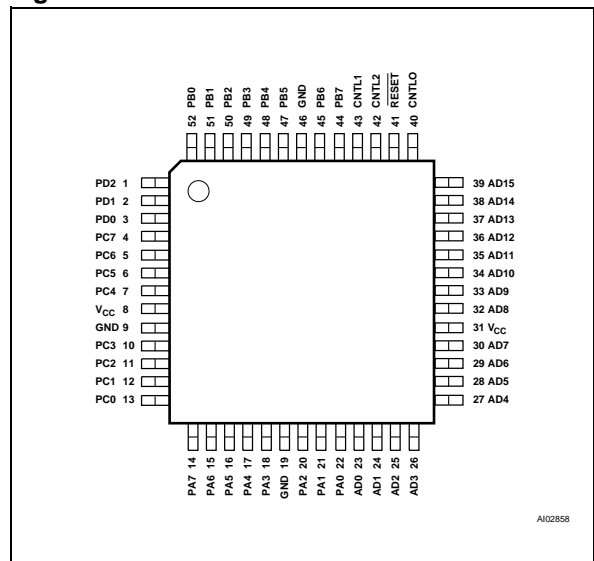 52 PB0
51 PB1
50 PB2
49 PB3
48 PB4
47 PB5
46 GND
45 PB6
44 PB7
43 CNTL1
42 CNTL2
41 RESET
40 CNTL0
PD2 1
PD1 2
PD0 3
PC7 4
PC6 5
PC5 6
PC4 7
VCC 8
GND 9
PC3 10
PC2 11
PC1 12
PC0 13
39 AD15
38 AD14
37 AD13
36 AD12
35 AD11
34 AD10
33 AD9
32 AD8
31 VCC
30 AD7
29 AD6
28 AD5
27 AD4
PA7 14
PA6 15
PA5 16
PA4 17
PA3 18
GND 19
PA2 20
PA1 21
PA0 22
AD0 23
AD1 24
AD2 25
AD3 26
AI02858